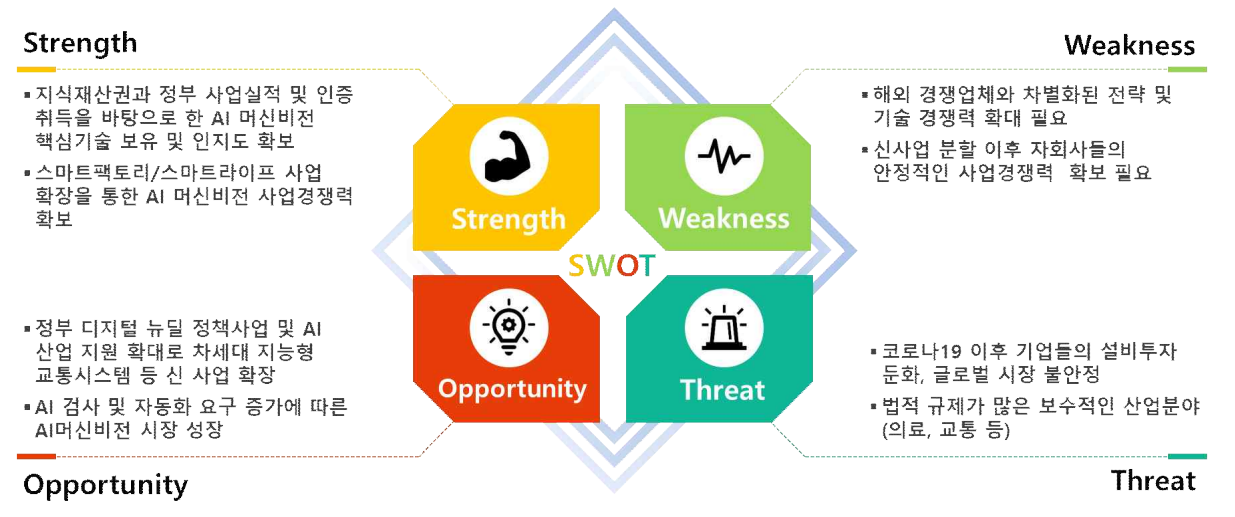 Strength
▪ 지식재산권과 정부 사업실적 및 인증
취득을 바탕으로 한 AI 머신비전
핵심기술 보유 및 인지도 확보
▪ 스마트팩토리/스마트라이프 사업
확장을 통한 AI 머신비전 사업경쟁력
확보
Weakness
▪ 해외 경쟁업체와 차별화된 전략 및
기술 경쟁력 확대 필요
▪ 신사업 분할 이후 자회사들의
안정적인 사업경쟁력 확보 필요
Strength
Weakness
SWOT
Opportunity
Threat
▪ 정부 디지털 뉴딜 정책사업 및 AI
산업 지원 확대로 차세대 지능형
교통시스템 등 신 사업 확장
▪ AI 검사 및 자동화 요구 증가에 따른
AI머신비전 시장 성장
Opportunity
▪ 코로나19 이후 기업들의 설비투자
둔화, 글로벌 시장 불안정
▪ 법적 규제가 많은 보수적인 산업분야
(의료, 교통 등)
Threat